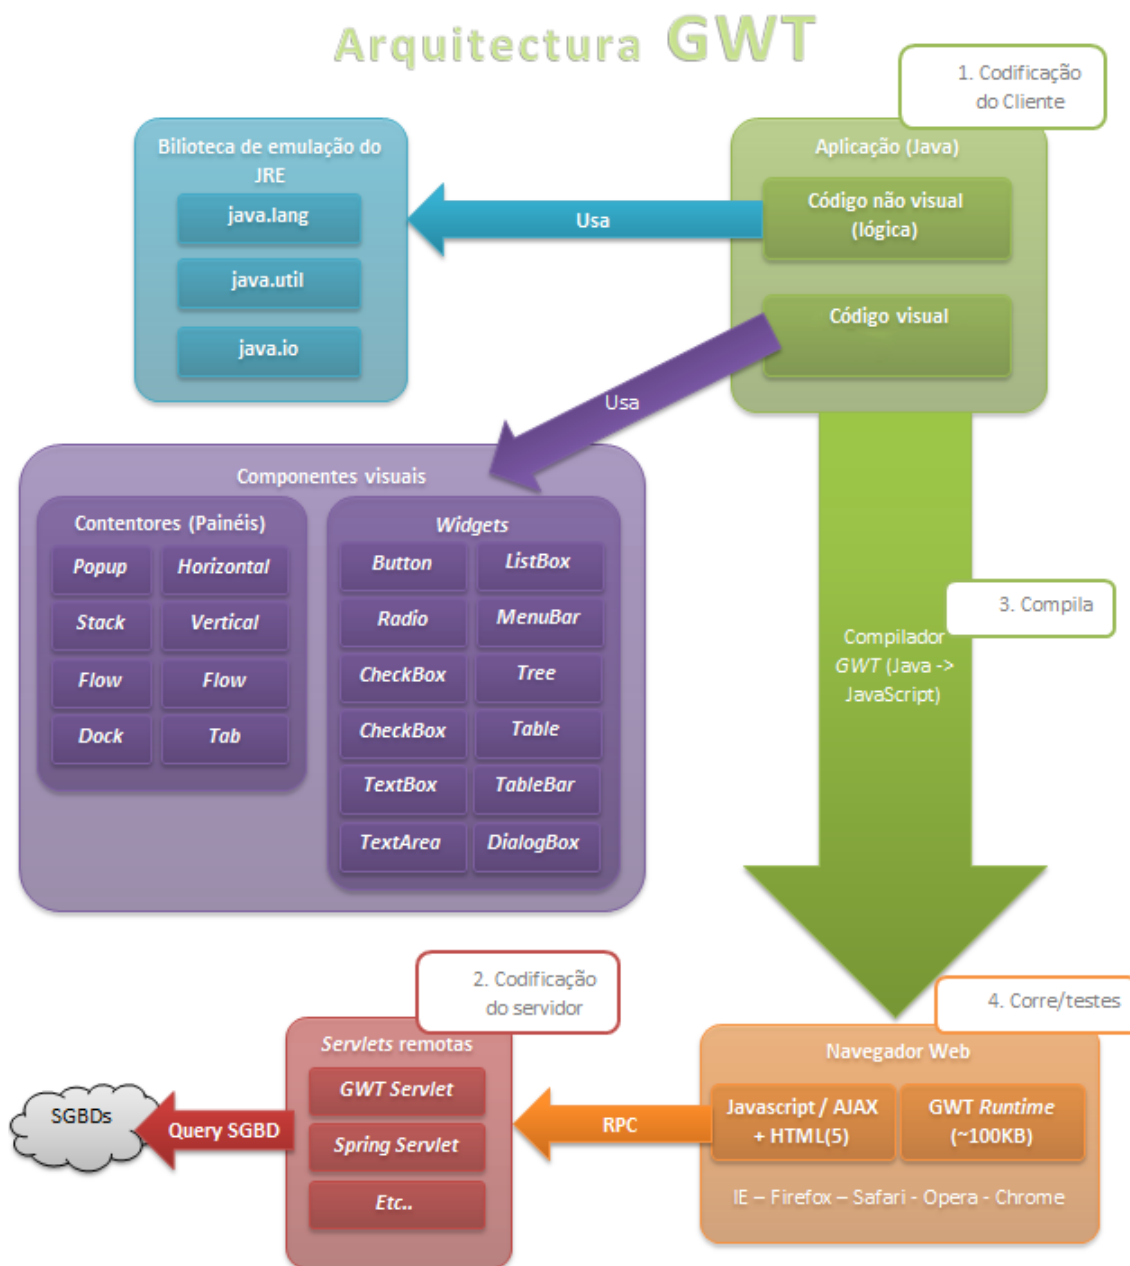 Arquitectura GWT
1. Codificação
do Cliente
Bilioteca de emulação do
JRE
java.lang
java.util
java.io
Usa
Aplicação (Java)
Código não visual
(lógica)
Código visual
Usa
Componentes visuais
Contentores (Painéis)
Popup
Horizontal
Stack
Vertical
Flow
Flow
Dock
Tab
Widgets
Button
ListBox
Radio
MenuBar
CheckBox
Tree
CheckBox
Table
TextBox
TableBar
TextArea
DialogBox
3. Compila
Compilador
GWT (Java ->
JavaScript)
2. Codificação
do servidor
4. Corre/testes
Servlets remotas
GWT Servlet
Spring Servlet
Etc..
SGBDs
Query SGBD
RPC
Navegador Web
Javascript / AJAX
+ HTML(5)
GWT Runtime
(~100KB)
IE – Firefox – Safari - Opera - Chrome